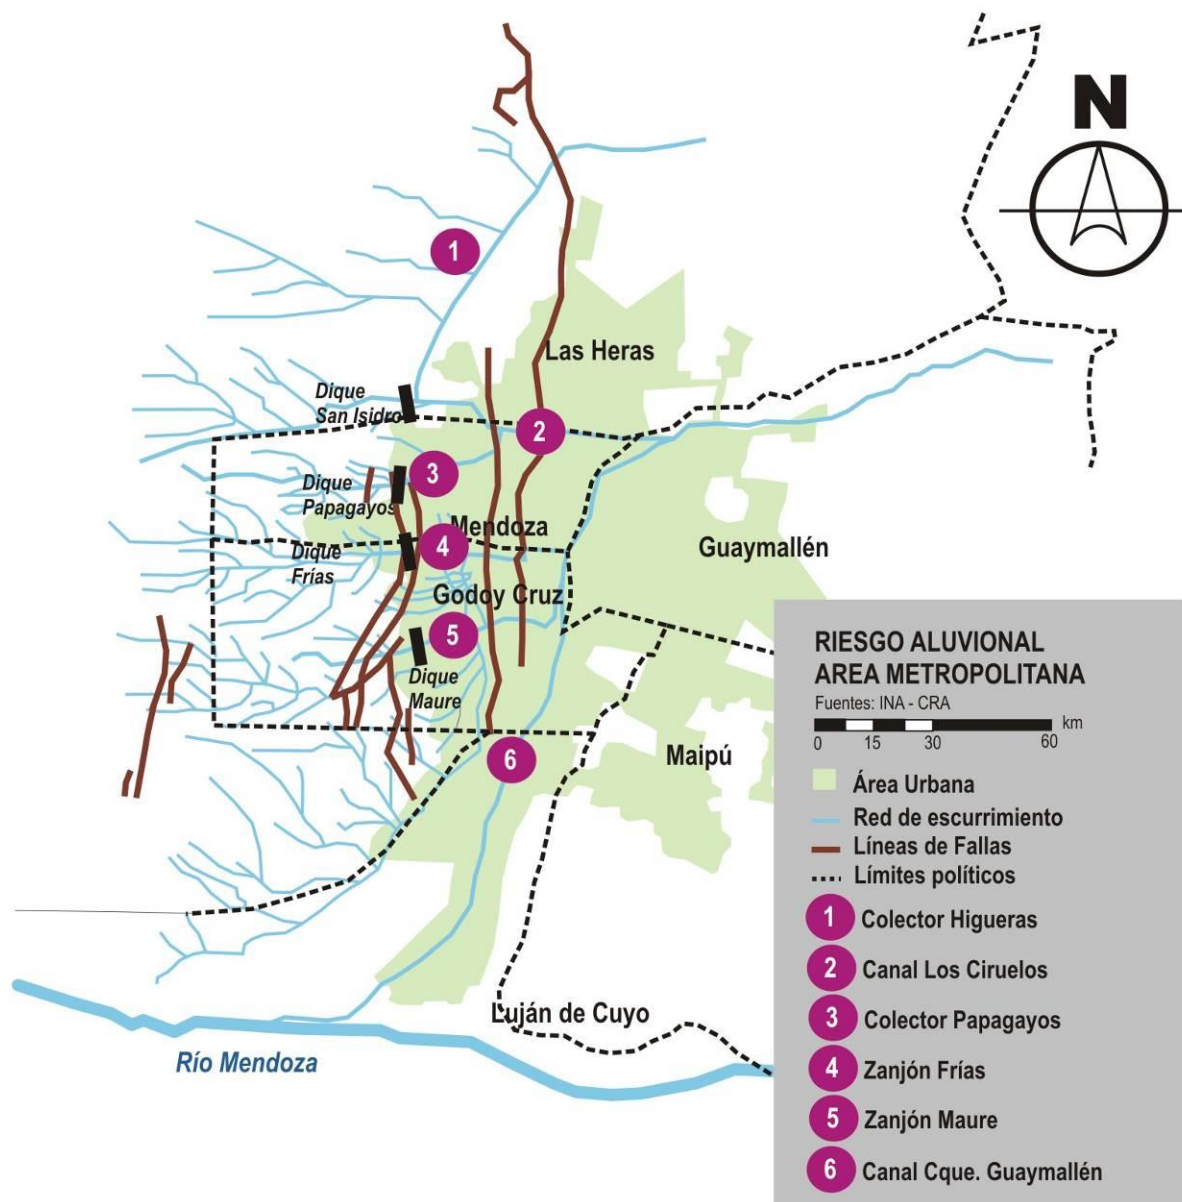 N
1
Las Heras
Dique
San Isidro
2
3
Dique
Papagayos
Mendoza
4
Guaymallén
Dique
Frías
Godoy Cruz
5
Dique
Maure
6
Maipú
Luján de Cuyo
Río Mendoza
RIESGO ALUVIONAL
AREA METROPOLITANA
Fuentes: INA - CRA
km
0 15 30 60
Área Urbana
Red de escurrimiento
Líneas de Fallas
Límites políticos
1 Colector Higueras
2 Canal Los Ciruelos
3 Colector Papagayos
4 Zanjón Frías
5 Zanjón Maure
6 Canal Cque. Guaymallén